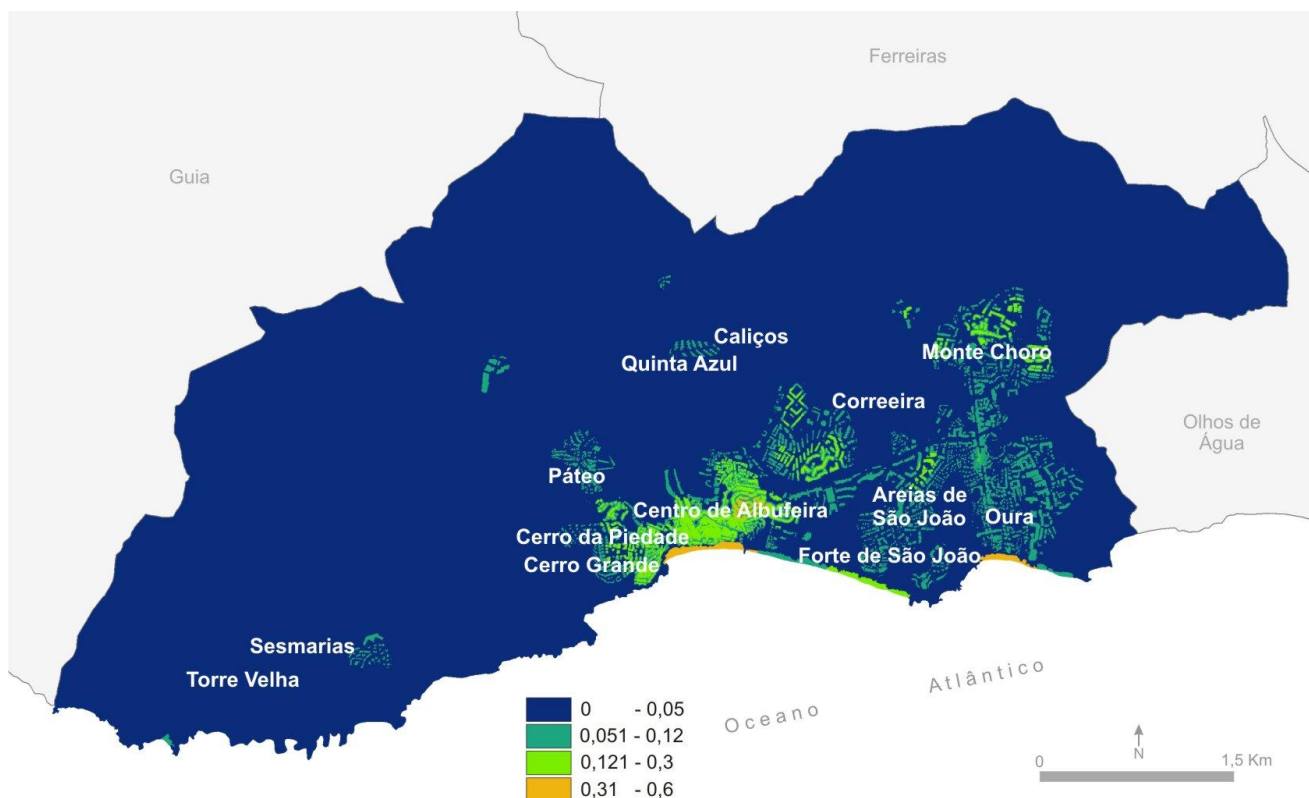 Ferreiras
Guia
Caliços
Quinta Azul
Monte Choro
Correeira
Olhos de
Água
Páteo
Centro de Albufeira
Areias de
São João
Oura
Cerro da Piedade
Cerro Grande
Forte de São João
Sesmarias
Torre Velha
Oceano Atlântico
0 - 0,05
0,051 - 0,12
0,121 - 0,3
0,31 - 0,6
N
0 1,5 Km